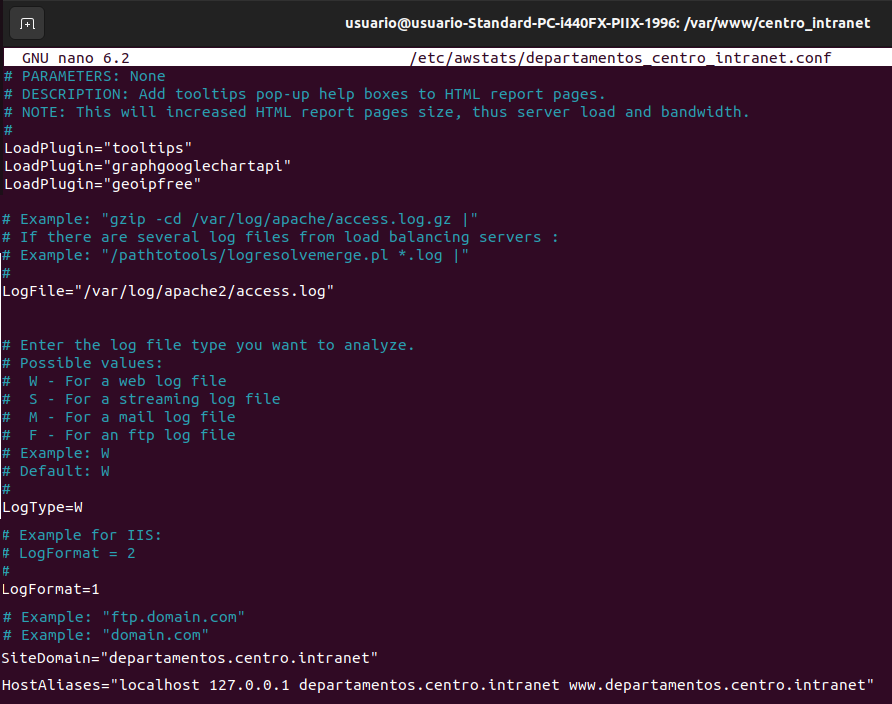 usuario@usuario-Standard-PC-i440FX-PIIX-1996: /var/www/centro_intranet
GNU nano 6.2 /etc/awstats/departamentos_centro_intranet.conf
# PARAMETERS: None
# DESCRIPTION: Add tooltips pop-up help boxes to HTML report pages.
# NOTE: This will increased HTML report pages size, thus server load and bandwidth.
#
LoadPlugin="tooltips"
LoadPlugin="graphgooglechartapi"
LoadPlugin="geoipfree"
# Example: "gzip -cd /var/log/apache/access.log.gz |"
# If there are several log files from load balancing servers :
# Example: "/pathtotools/logresolvemerge.pl *.log |"
#
LogFile="/var/log/apache2/access.log"
# Enter the log file type you want to analyze.
# Possible values:
#  W - For a web log file
#  S - For a streaming log file
#  M - For a mail log file
#  F - For an ftp log file
# Example: W
# Default: W
#
LogType=W
# Example for IIS:
# LogFormat = 2
#
LogFormat=1
# Example: "ftp.domain.com"
# Example: "domain.com"
SiteDomain="departamentos.centro.intranet"
HostAliases="localhost 127.0.0.1 departamentos.centro.intranet www.departamentos.centro.intranet"